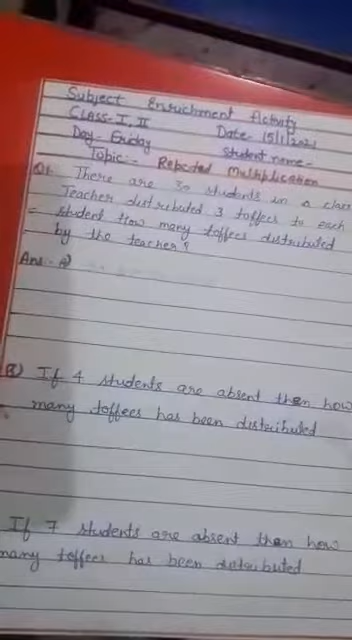 Subject Enrichment Activity
CLASS- I, II
Day- Friday Date- 15/1/2021
Student name-
Topic:- Repeated Multiplication
Q1. There are 30 students in a class
Teacher distributed 3 toffees to each
student How many toffees distributed
by the teacher?
Ans:- A)
B) If 4 students are absent then how
many toffees has been distributed
If 7 students are absent then how
many toffees has been distributed